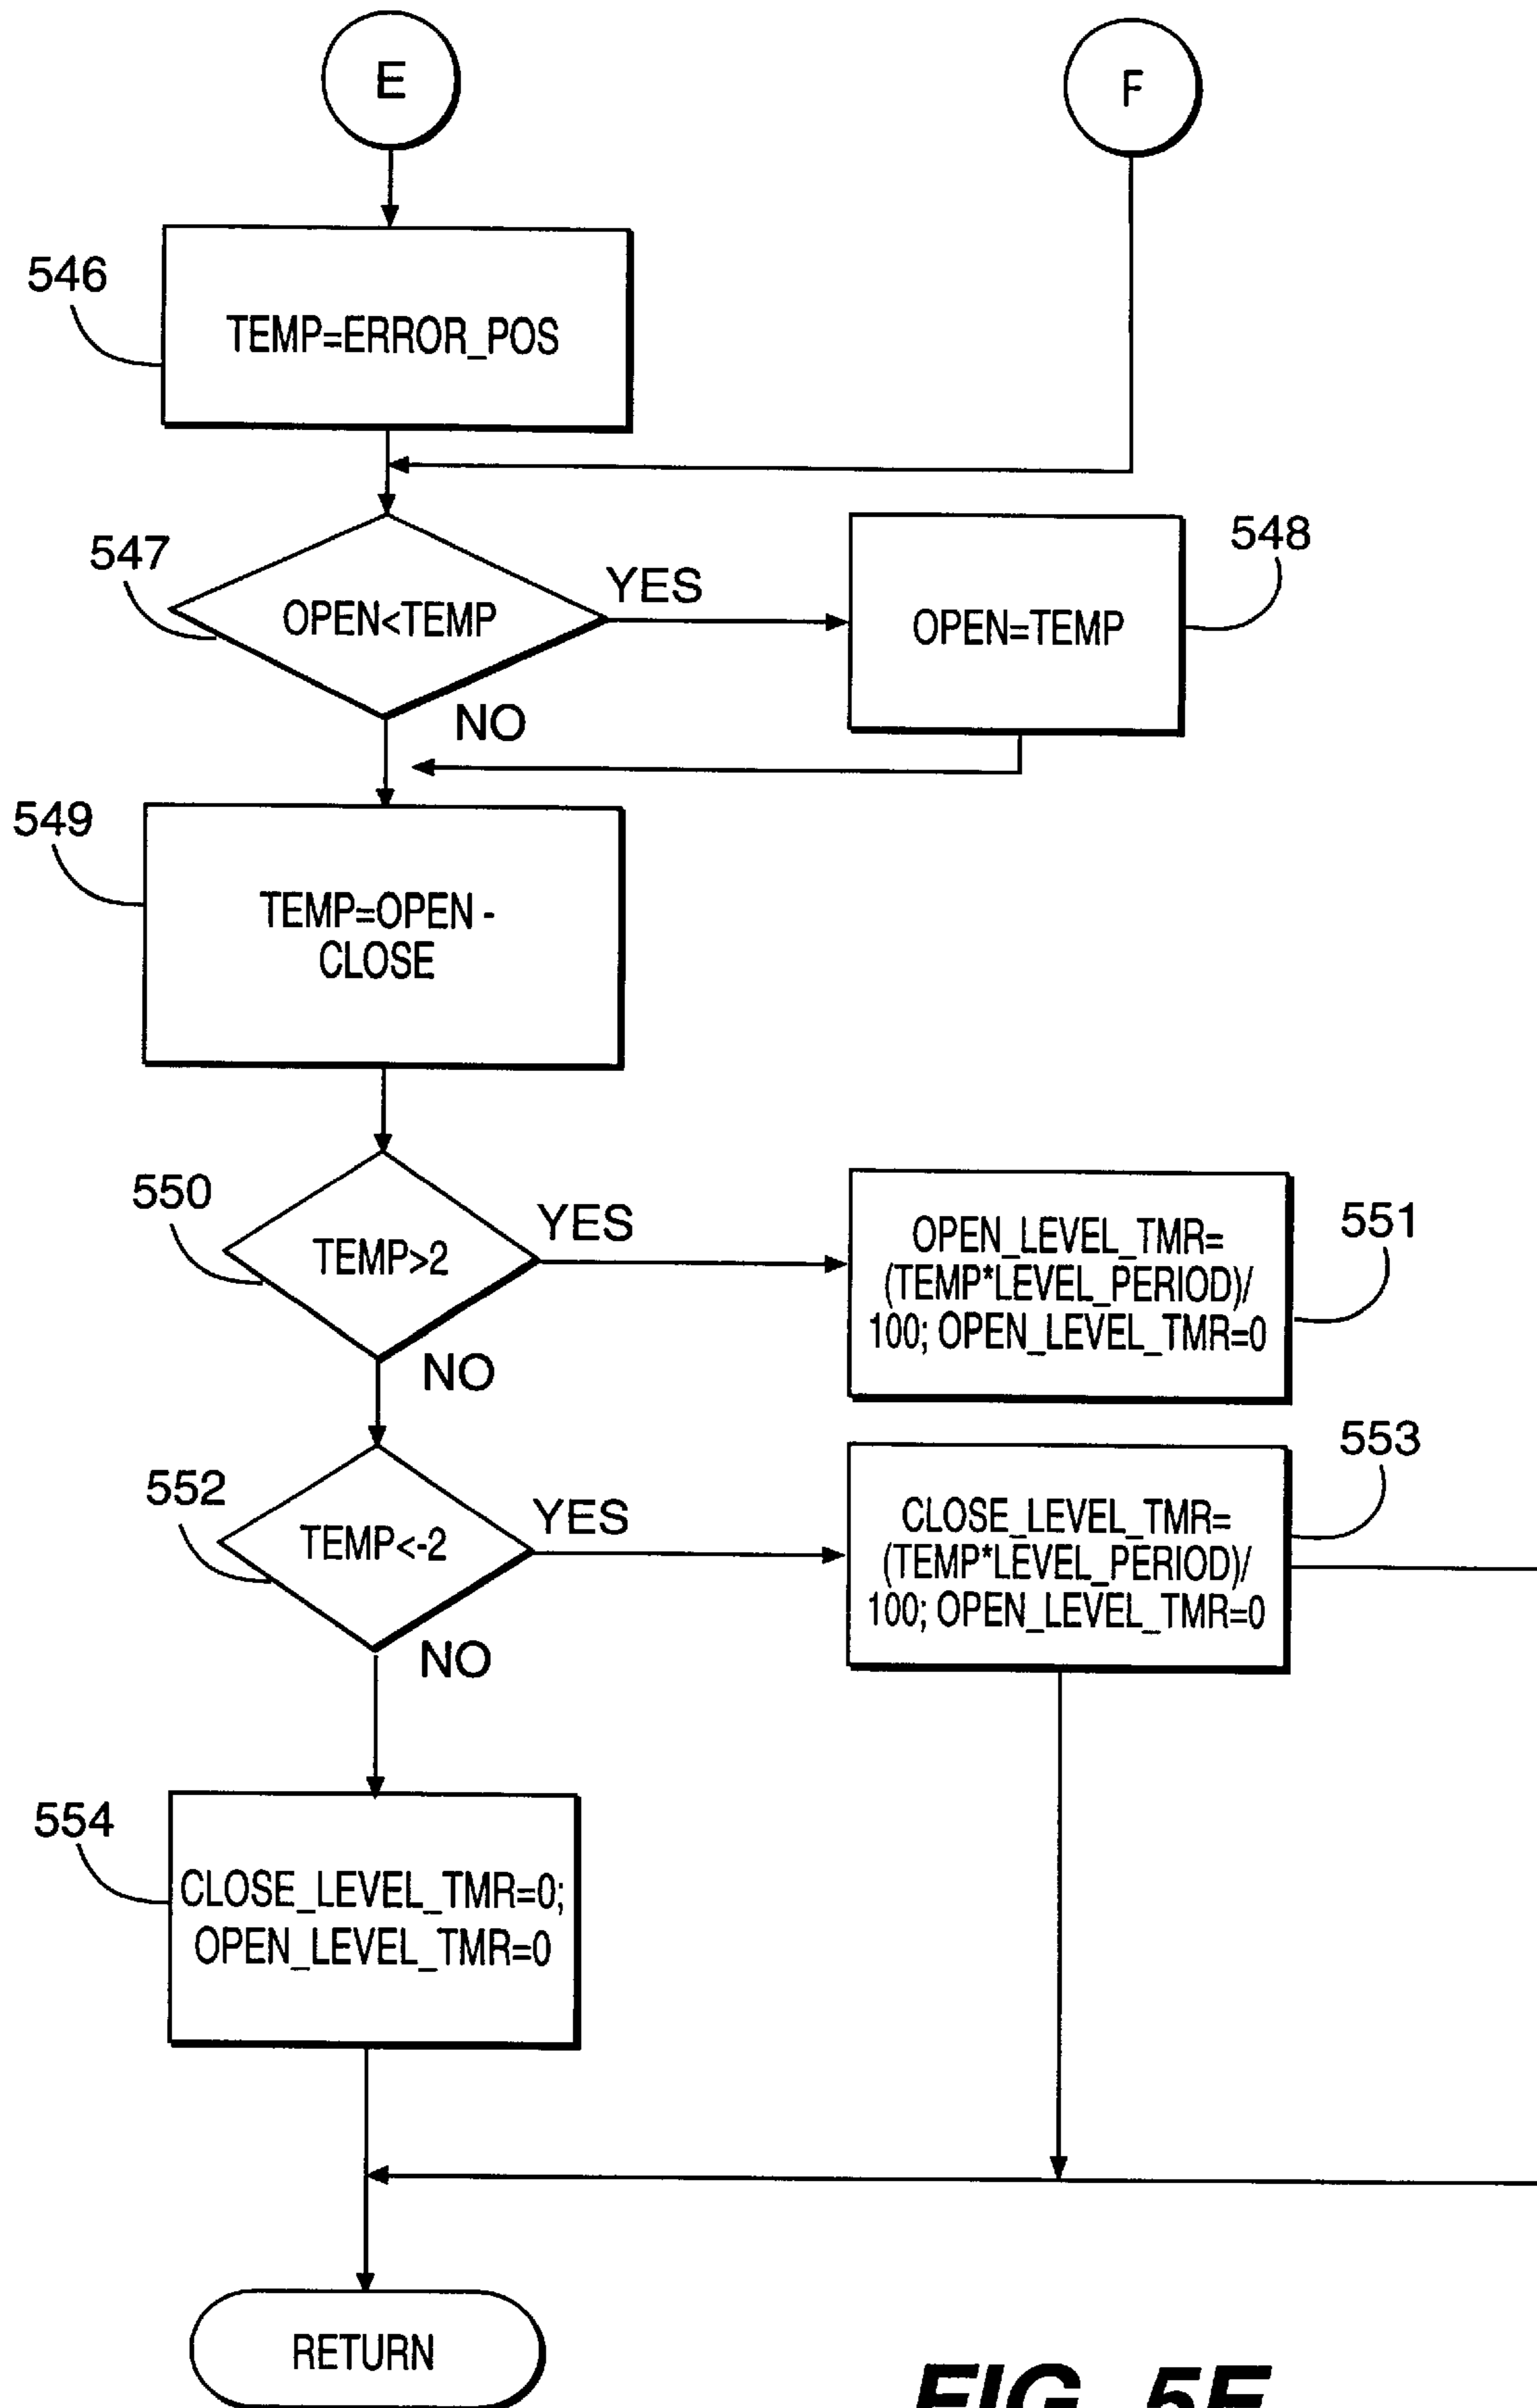 E
F
546
TEMP=ERROR_POS
547
OPEN<TEMP
YES
548
OPEN=TEMP
NO
549
TEMP=OPEN -
CLOSE
550
TEMP>2
YES
551
OPEN_LEVEL_TMR=
(TEMP*LEVEL_PERIOD)/
100; OPEN_LEVEL_TMR=0
NO
552
TEMP<-2
YES
553
CLOSE_LEVEL_TMR=
(TEMP*LEVEL_PERIOD)/
100; OPEN_LEVEL_TMR=0
NO
554
CLOSE_LEVEL_TMR=0;
OPEN_LEVEL_TMR=0
RETURN
FIG. 5E